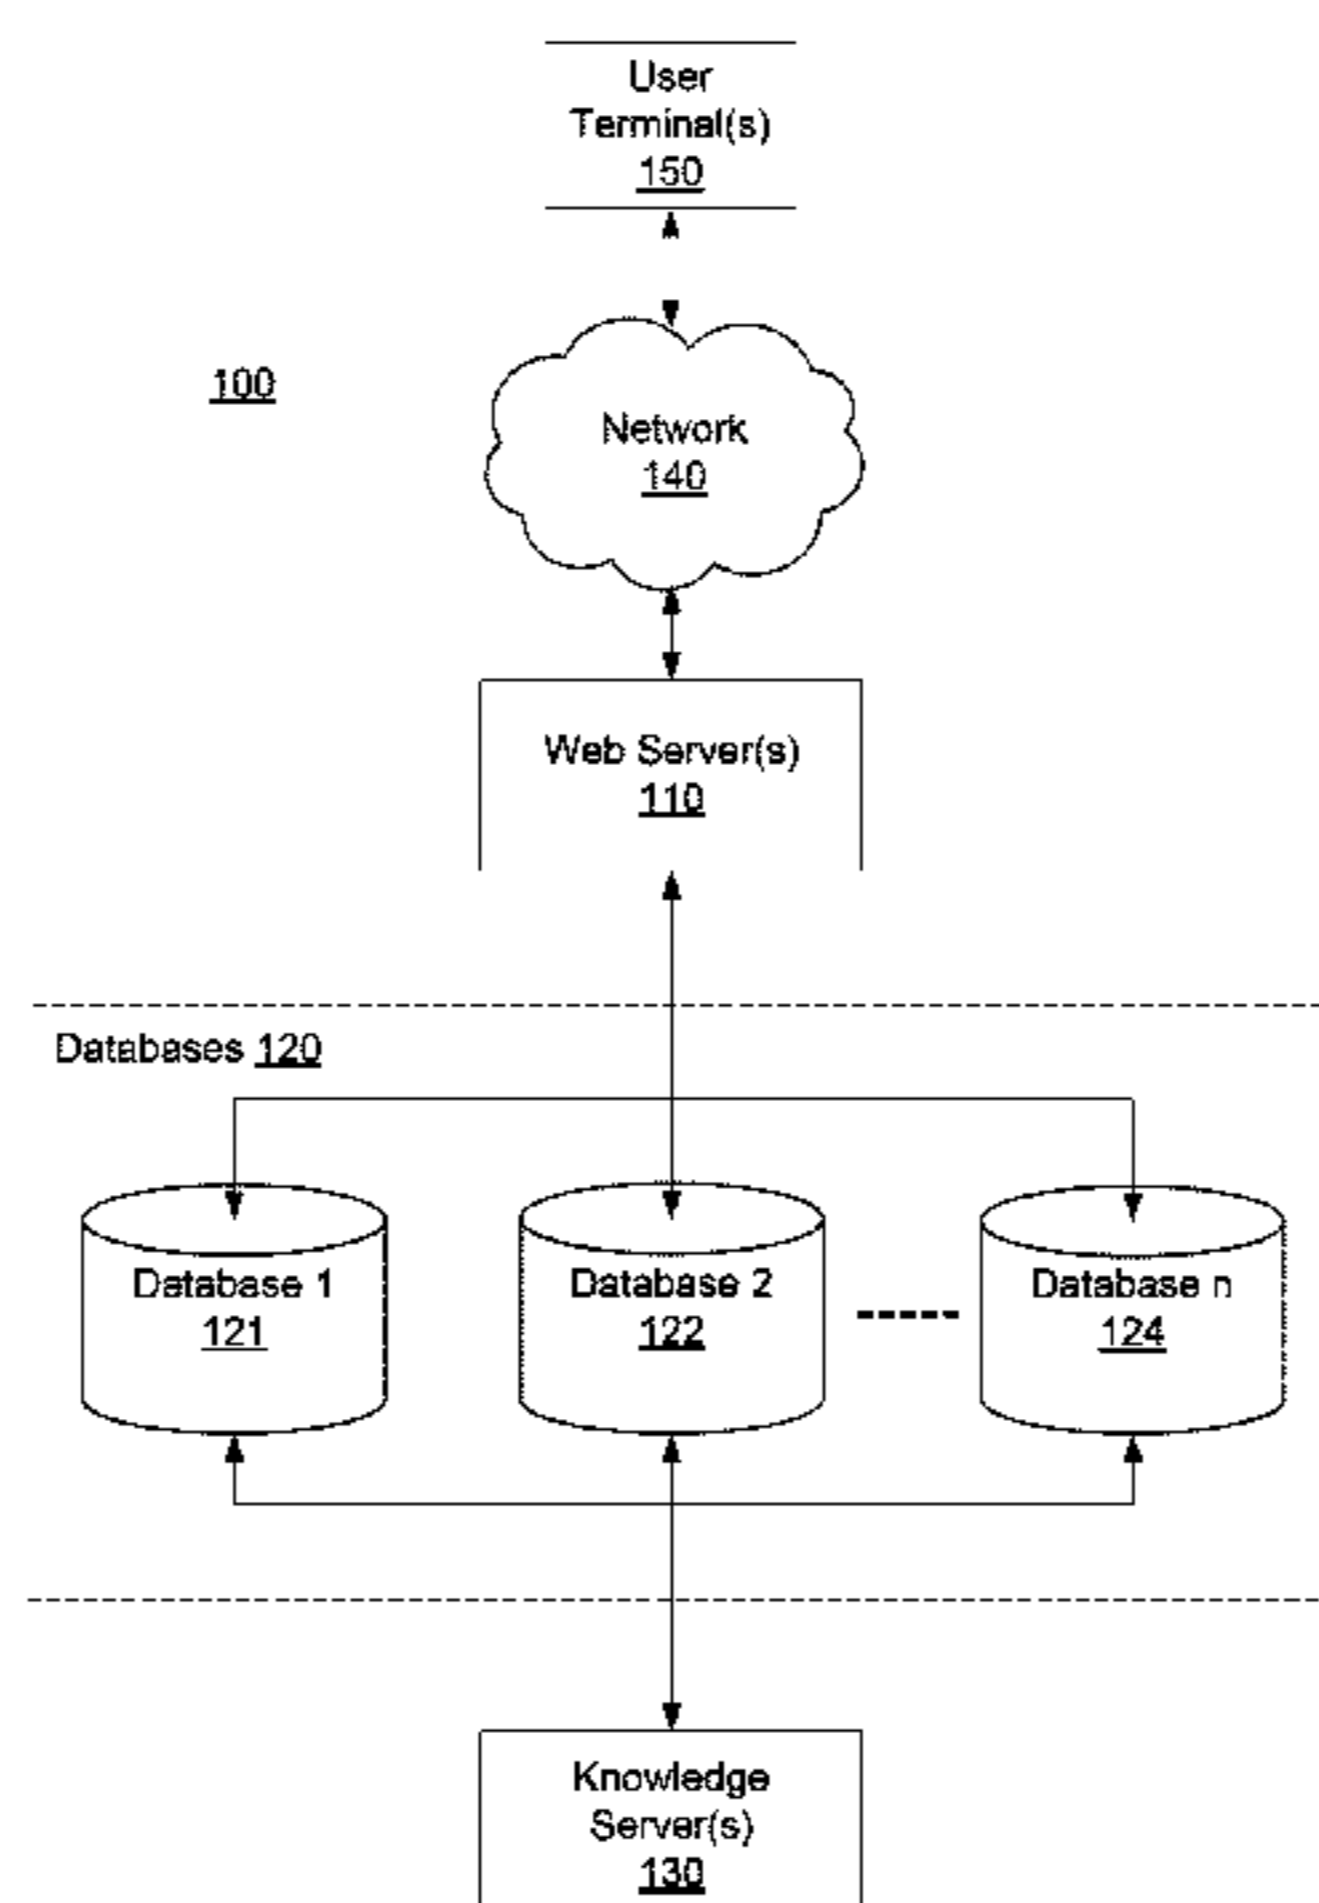 User
Terminal(s)
150
100
Network
140
Web Server(s)
110
Databases 120
Database 1
121
Database 2
122
Database n
124
Knowledge
Server(s)
130